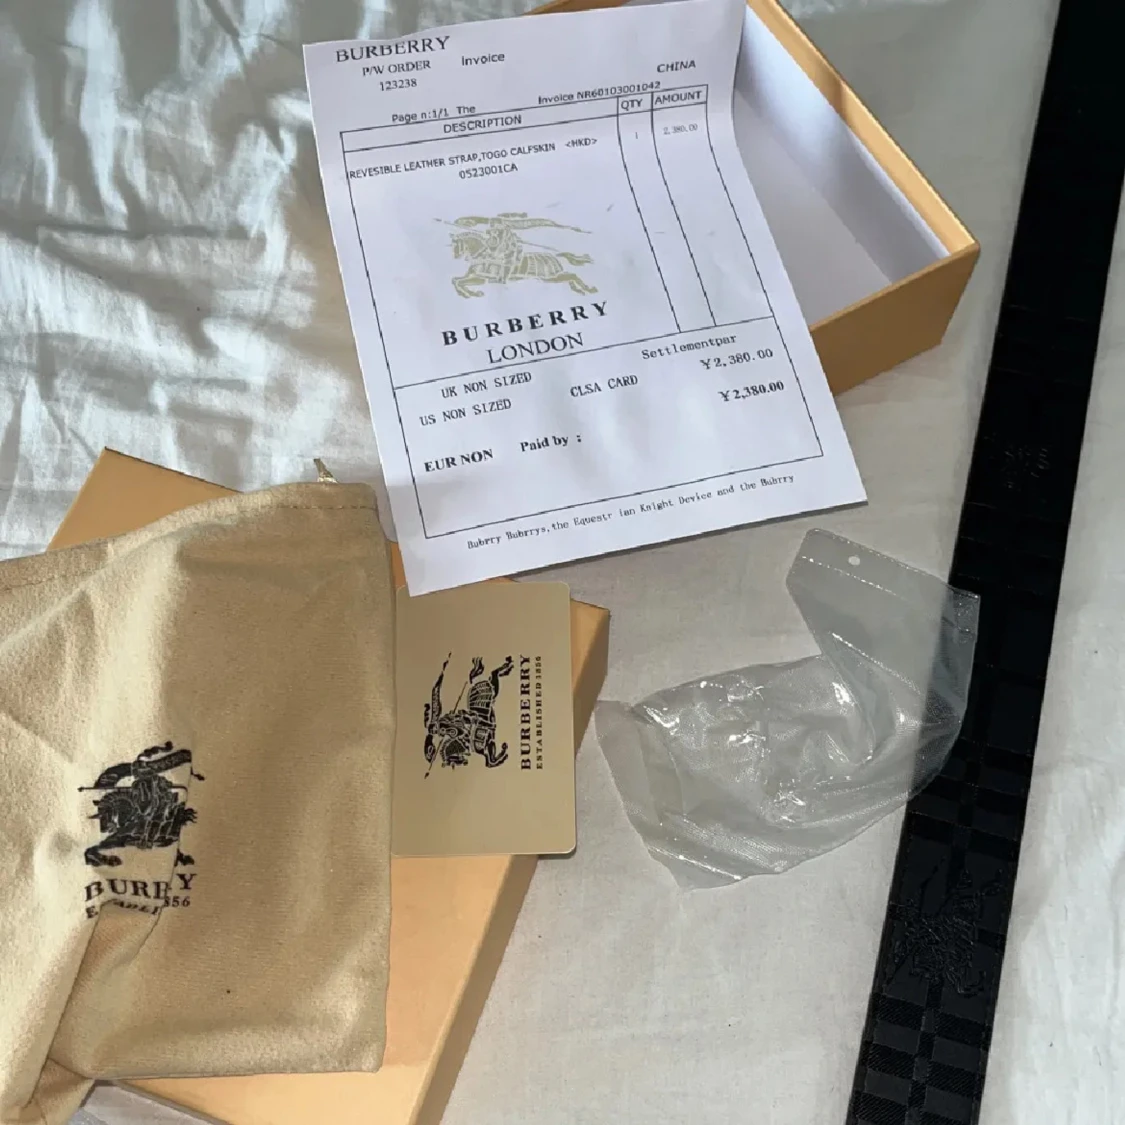 BURBERRY
P/W ORDER
123238
Invoice
CHINA
Page n:1/1 The
Invoice NR60103001042
DESCRIPTION
QTY
AMOUNT
REVESIBLE LEATHER STRAP,TOGO CALFSKIN <HKD>
0523001CA
1
2,380.00
BURBERRY
LONDON
Settlementpar
UK NON SIZED
¥2,380.00
US NON SIZED
CLSA CARD
¥2,380.00
EUR NON
Paid by :
Bubrry Bubrrys,the Equestr ian Knight Device and the Bubrry
BURBERRY
ESTABLISHED 1856
BURB Y
856